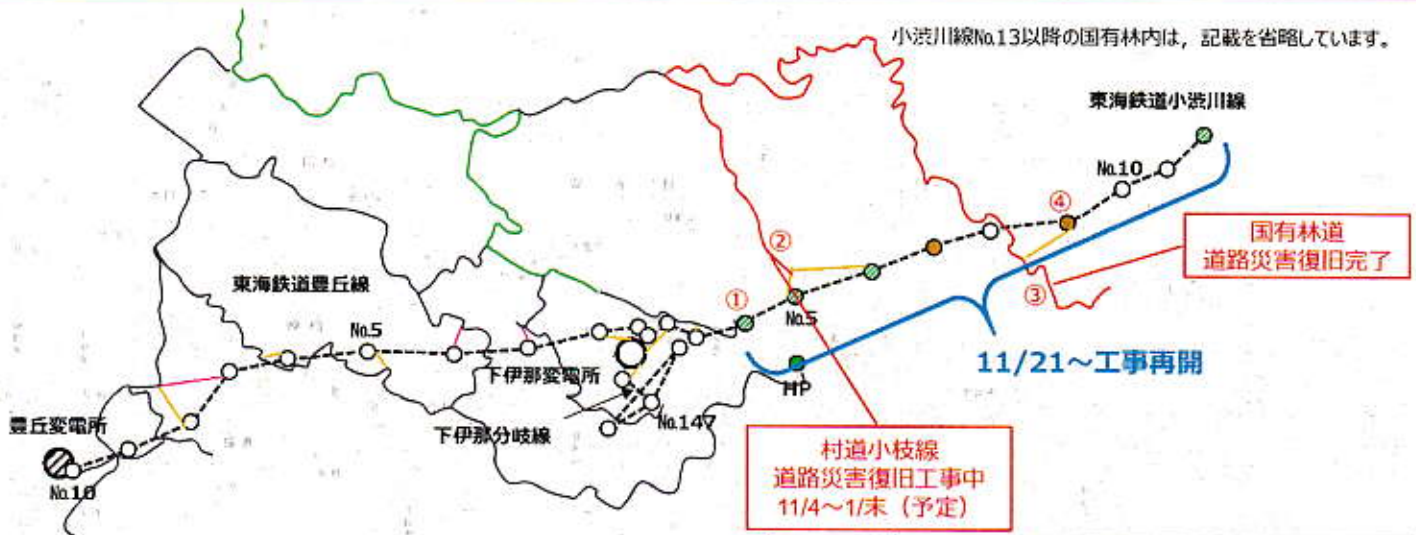 小渋川線No.13以降の国有林内は，記載を省略しています。
東海鉄道小渋川線
No.10
④
国有林道
道路災害復旧完了
②
③
東海鉄道豊丘線
①
No.5
No.5
11/21～工事再開
下伊那変電所
HP
豊丘変電所
下伊那分岐線
No.147
村道小枝線
道路災害復旧工事中
11/4～1/末（予定）
No.10